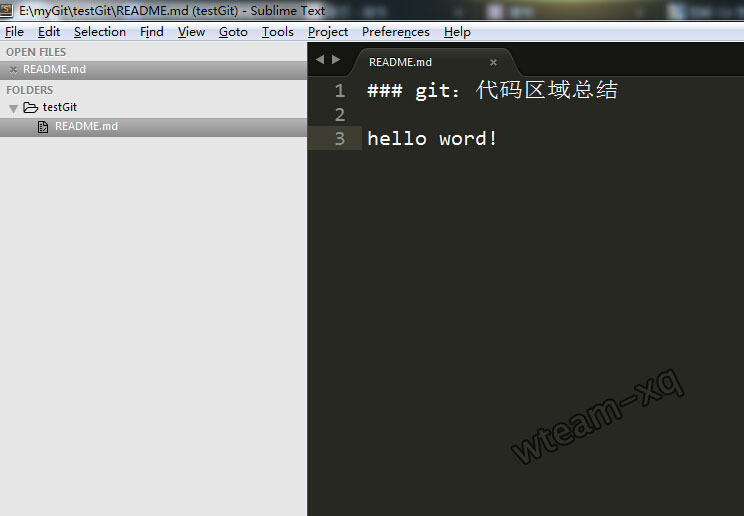 E:\myGit\testGit\README.md (testGit) - Sublime Text
File Edit Selection Find View Goto Tools Project Preferences Help
OPEN FILES
README.md
FOLDERS
testGit
README.md
README.md
1 ### git：代码区域总结
2
3 hello word!
wteam-xq